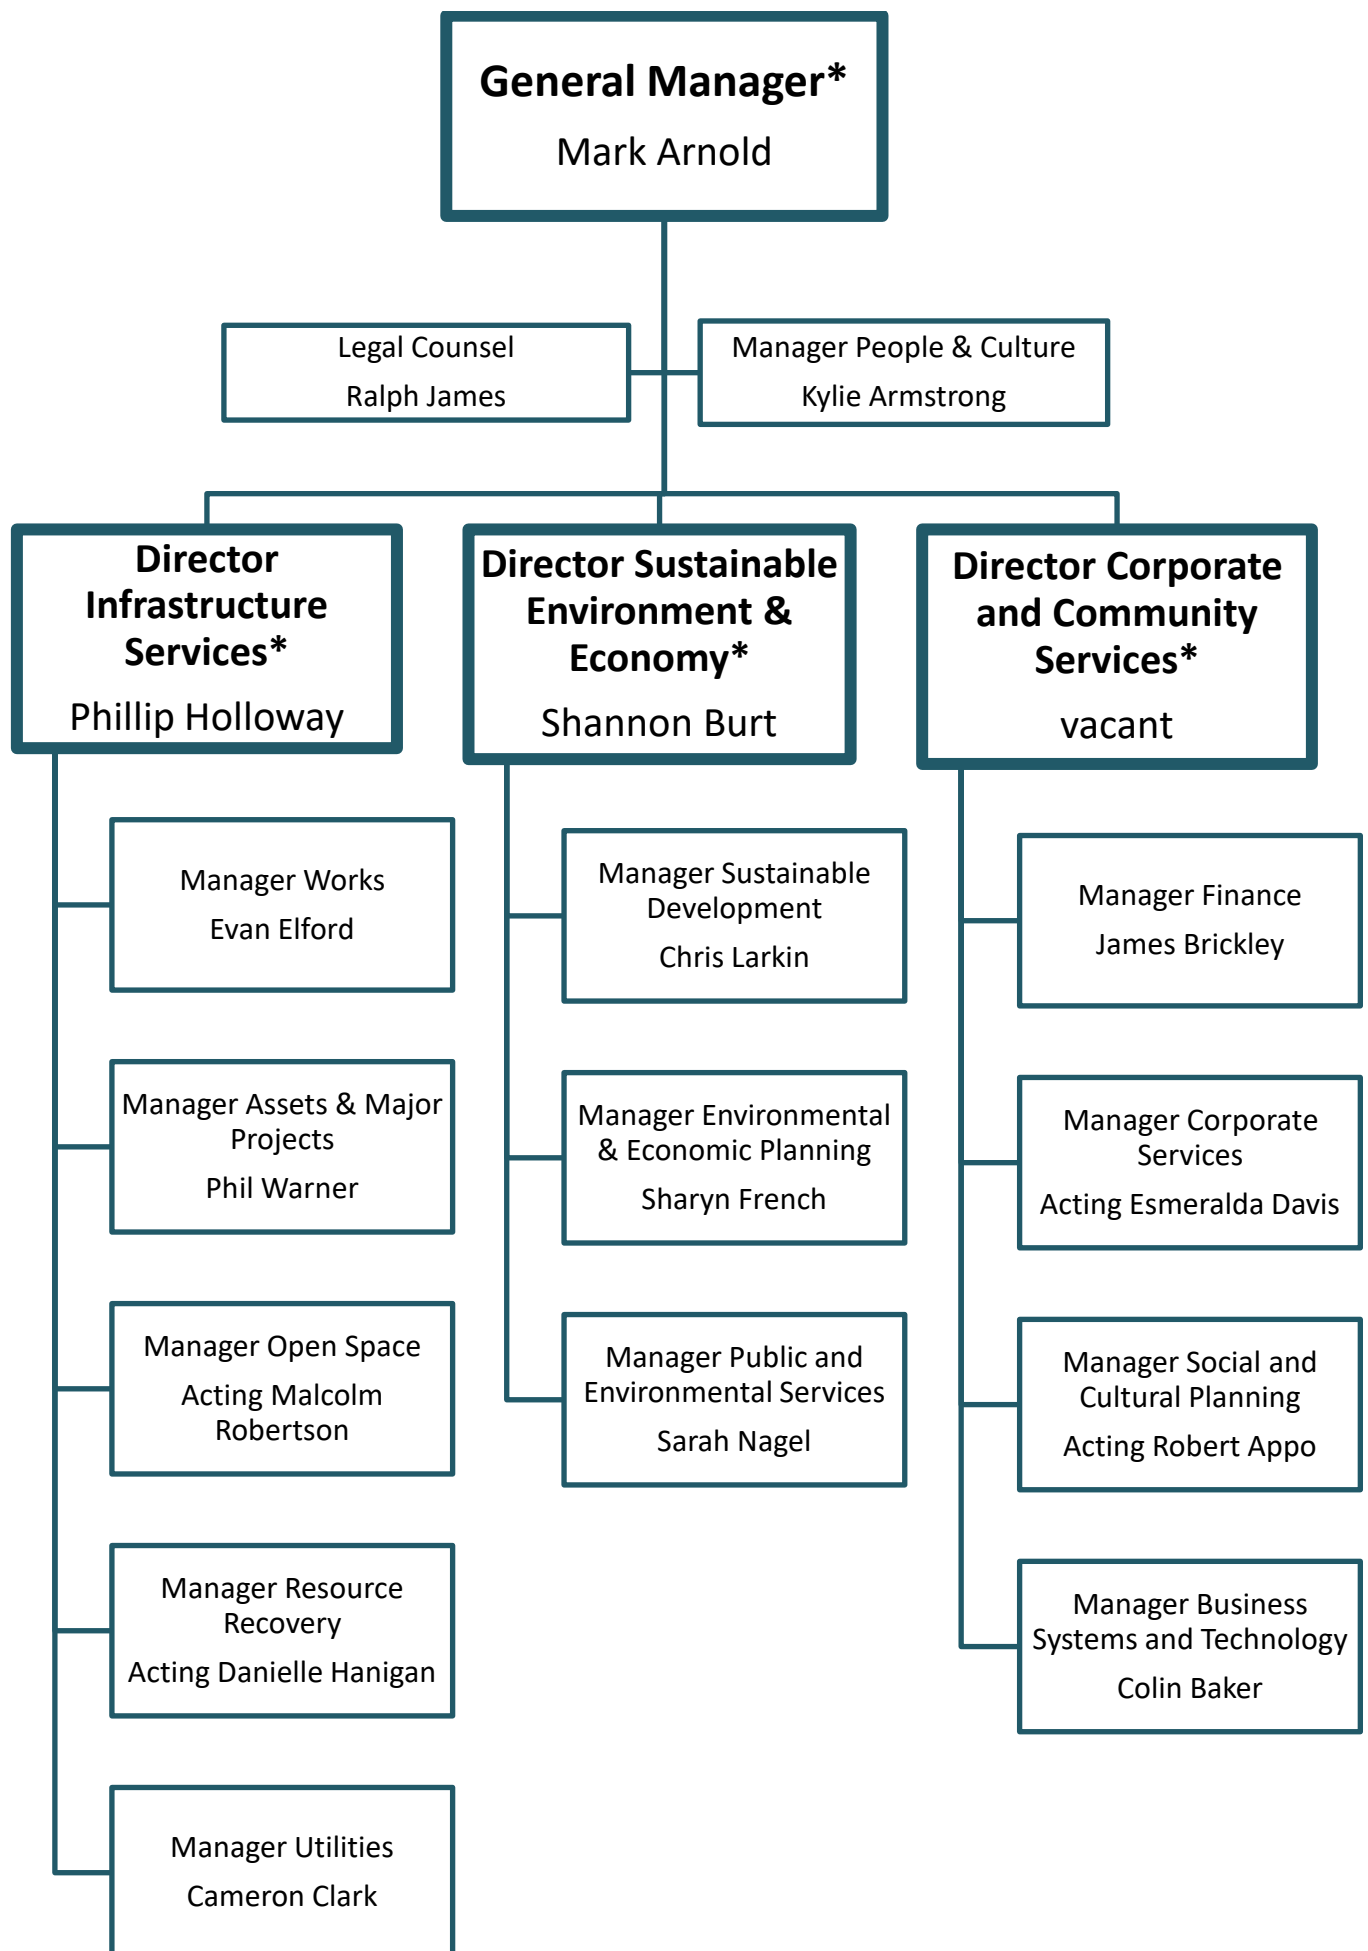 General Manager*
Mark Arnold
Legal Counsel
Ralph James
Manager People & Culture
Kylie Armstrong
Director
Infrastructure
Services*
Phillip Holloway
Manager Works
Evan Elford
Manager Assets & Major
Projects
Phil Warner
Manager Open Space
Acting Malcolm
Robertson
Manager Resource
Recovery
Acting Danielle Hanigan
Manager Utilities
Cameron Clark
Director Sustainable
Environment &
Economy*
Shannon Burt
Manager Sustainable
Development
Chris Larkin
Manager Environmental
& Economic Planning
Sharyn French
Manager Public and
Environmental Services
Sarah Nagel
Director Corporate
and Community
Services*
vacant
Manager Finance
James Brickley
Manager Corporate
Services
Acting Esmeralda Davis
Manager Social and
Cultural Planning
Acting Robert Appo
Manager Business
Systems and Technology
Colin Baker